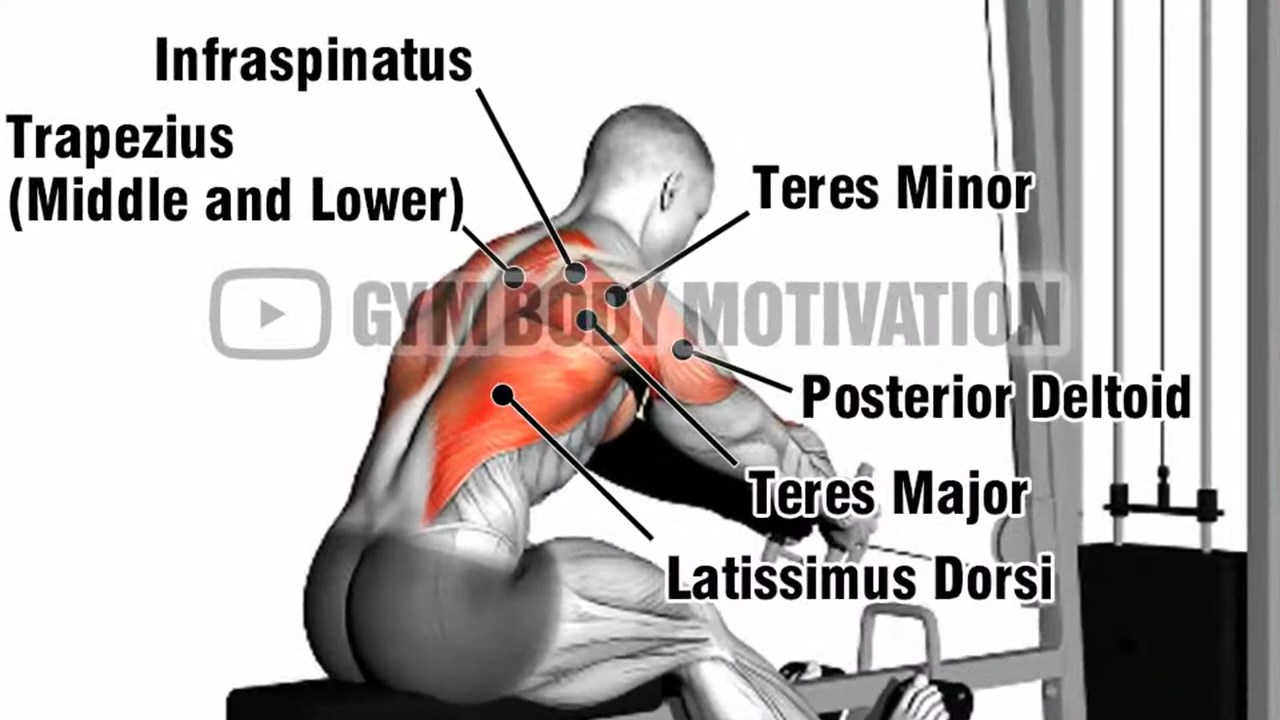 Infraspinatus
Trapezius
(Middle and Lower)
Teres Minor
GYM BODY MOTIVATION
Posterior Deltoid
Teres Major
Latissimus Dorsi